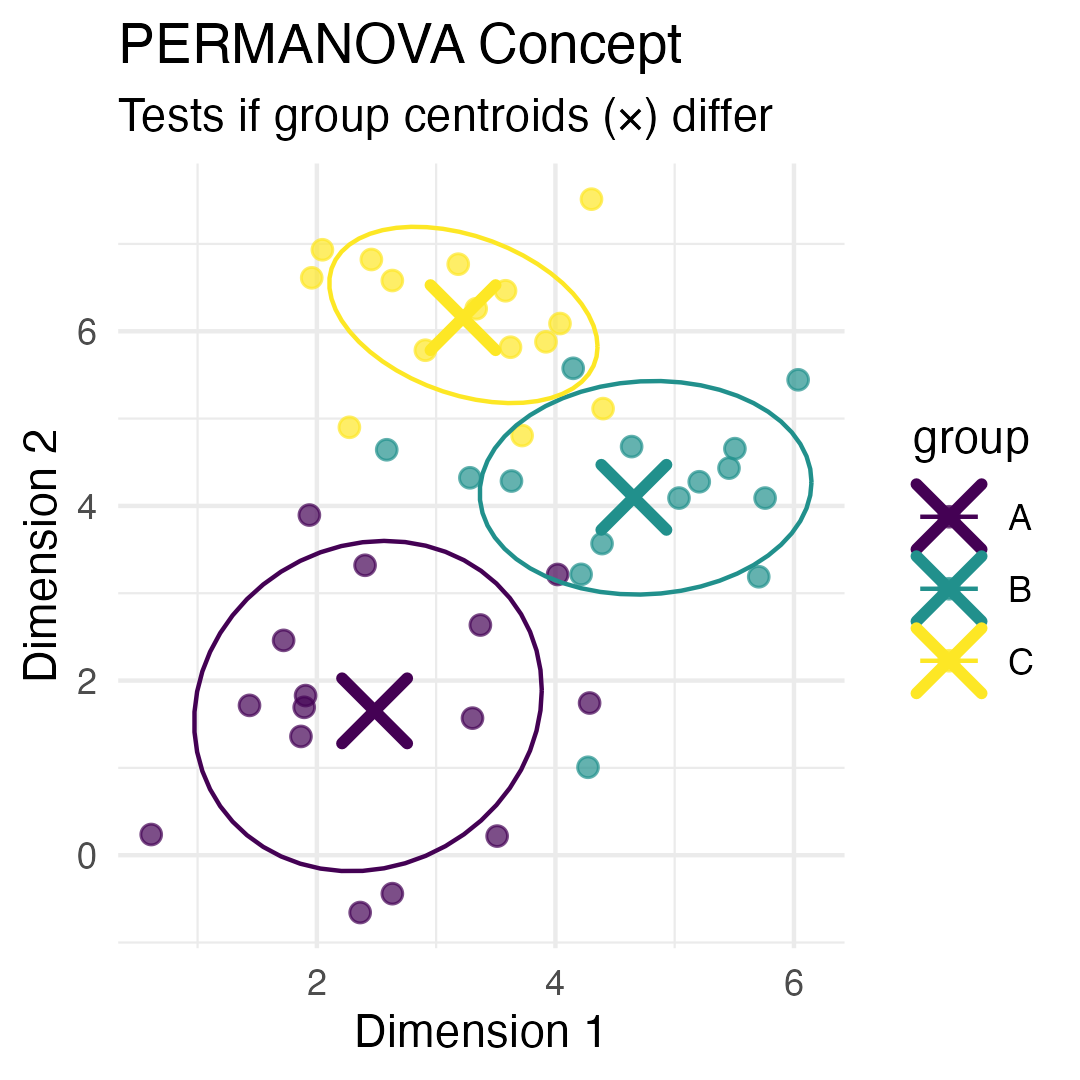 PERMANOVA Concept
Tests if group centroids (×) differ
6
4
2
0
Dimension 2
2 4 6
Dimension 1
group
A
B
C